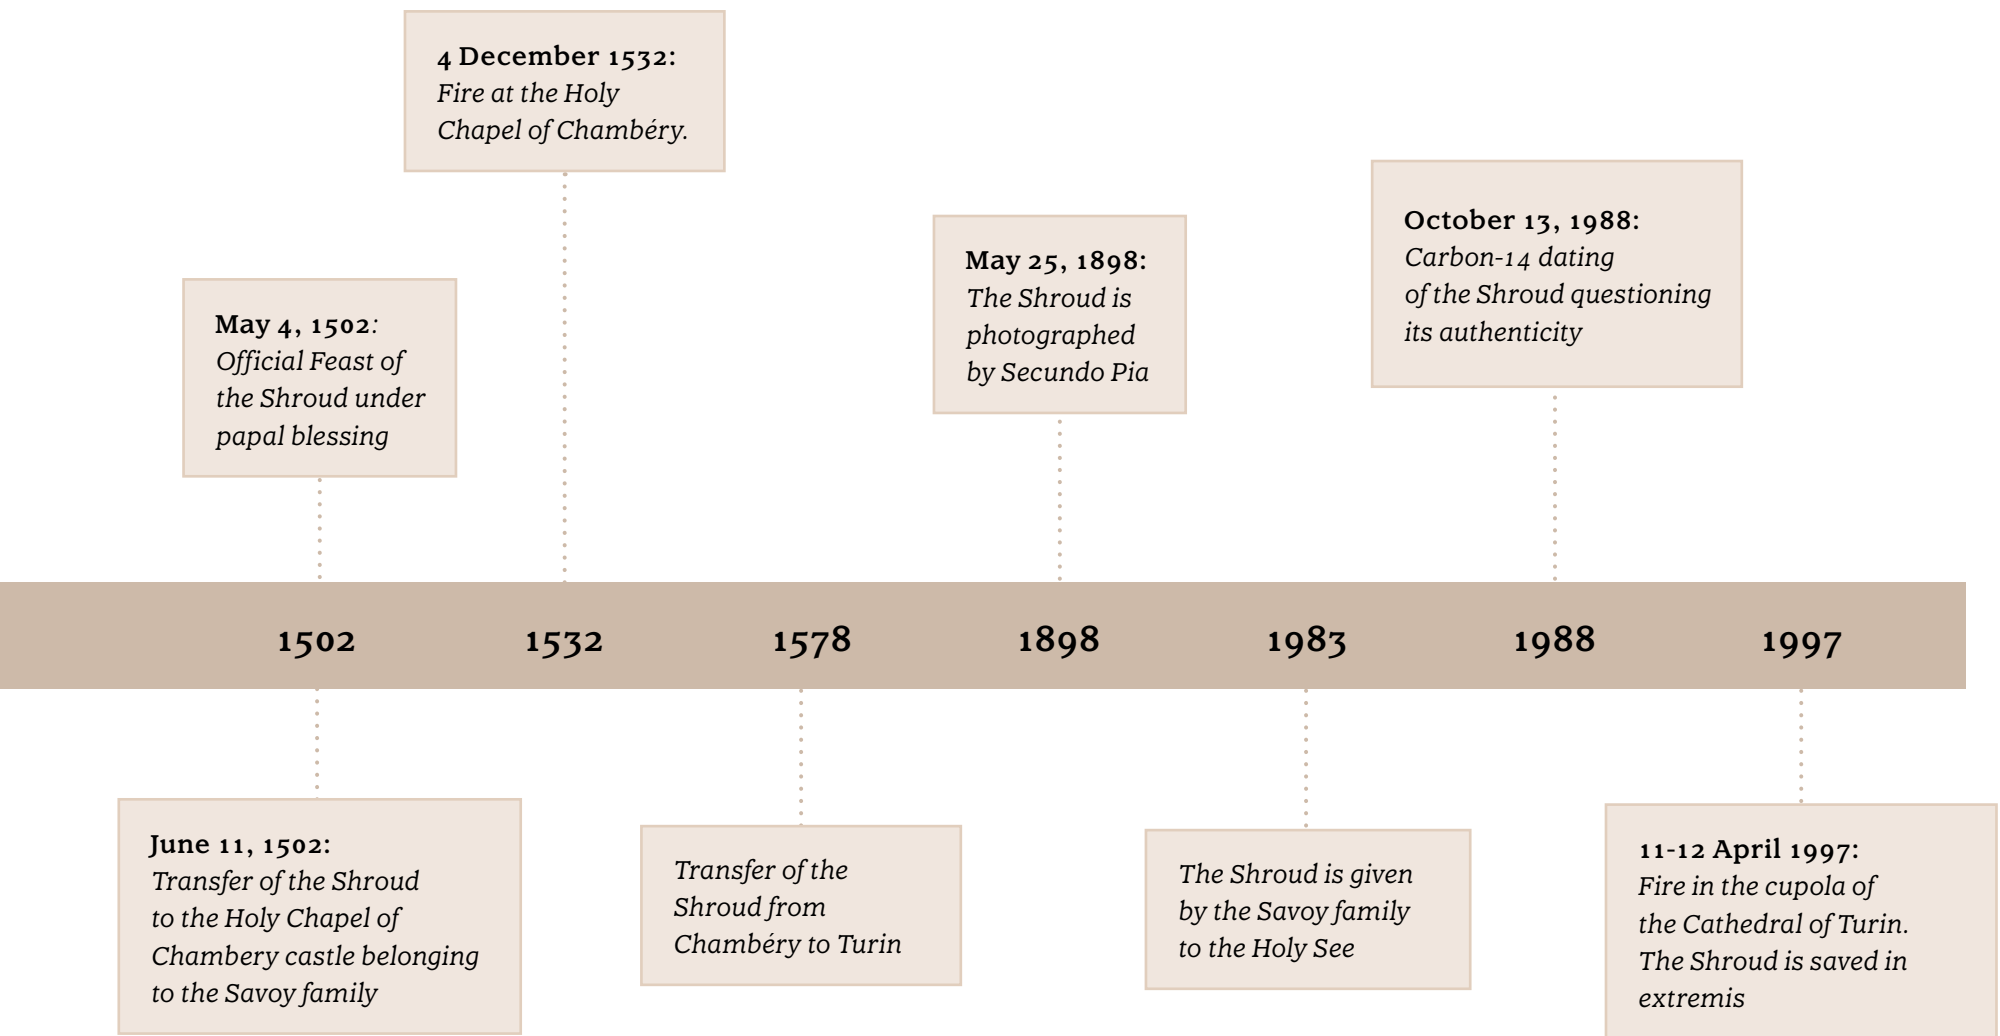 4 December 1532:
Fire at the Holy
Chapel of Chambéry.
May 4, 1502:
Official Feast of
the Shroud under
papal blessing
May 25, 1898:
The Shroud is
photographed
by Secundo Pia
October 13, 1988:
Carbon-14 dating
of the Shroud questioning
its authenticity
1502 1532 1578 1898 1983 1988 1997
June 11, 1502:
Transfer of the Shroud
to the Holy Chapel of
Chambery castle belonging
to the Savoy family
Transfer of the
Shroud from
Chambéry to Turin
The Shroud is given
by the Savoy family
to the Holy See
11-12 April 1997:
Fire in the cupola of
the Cathedral of Turin.
The Shroud is saved in
extremis